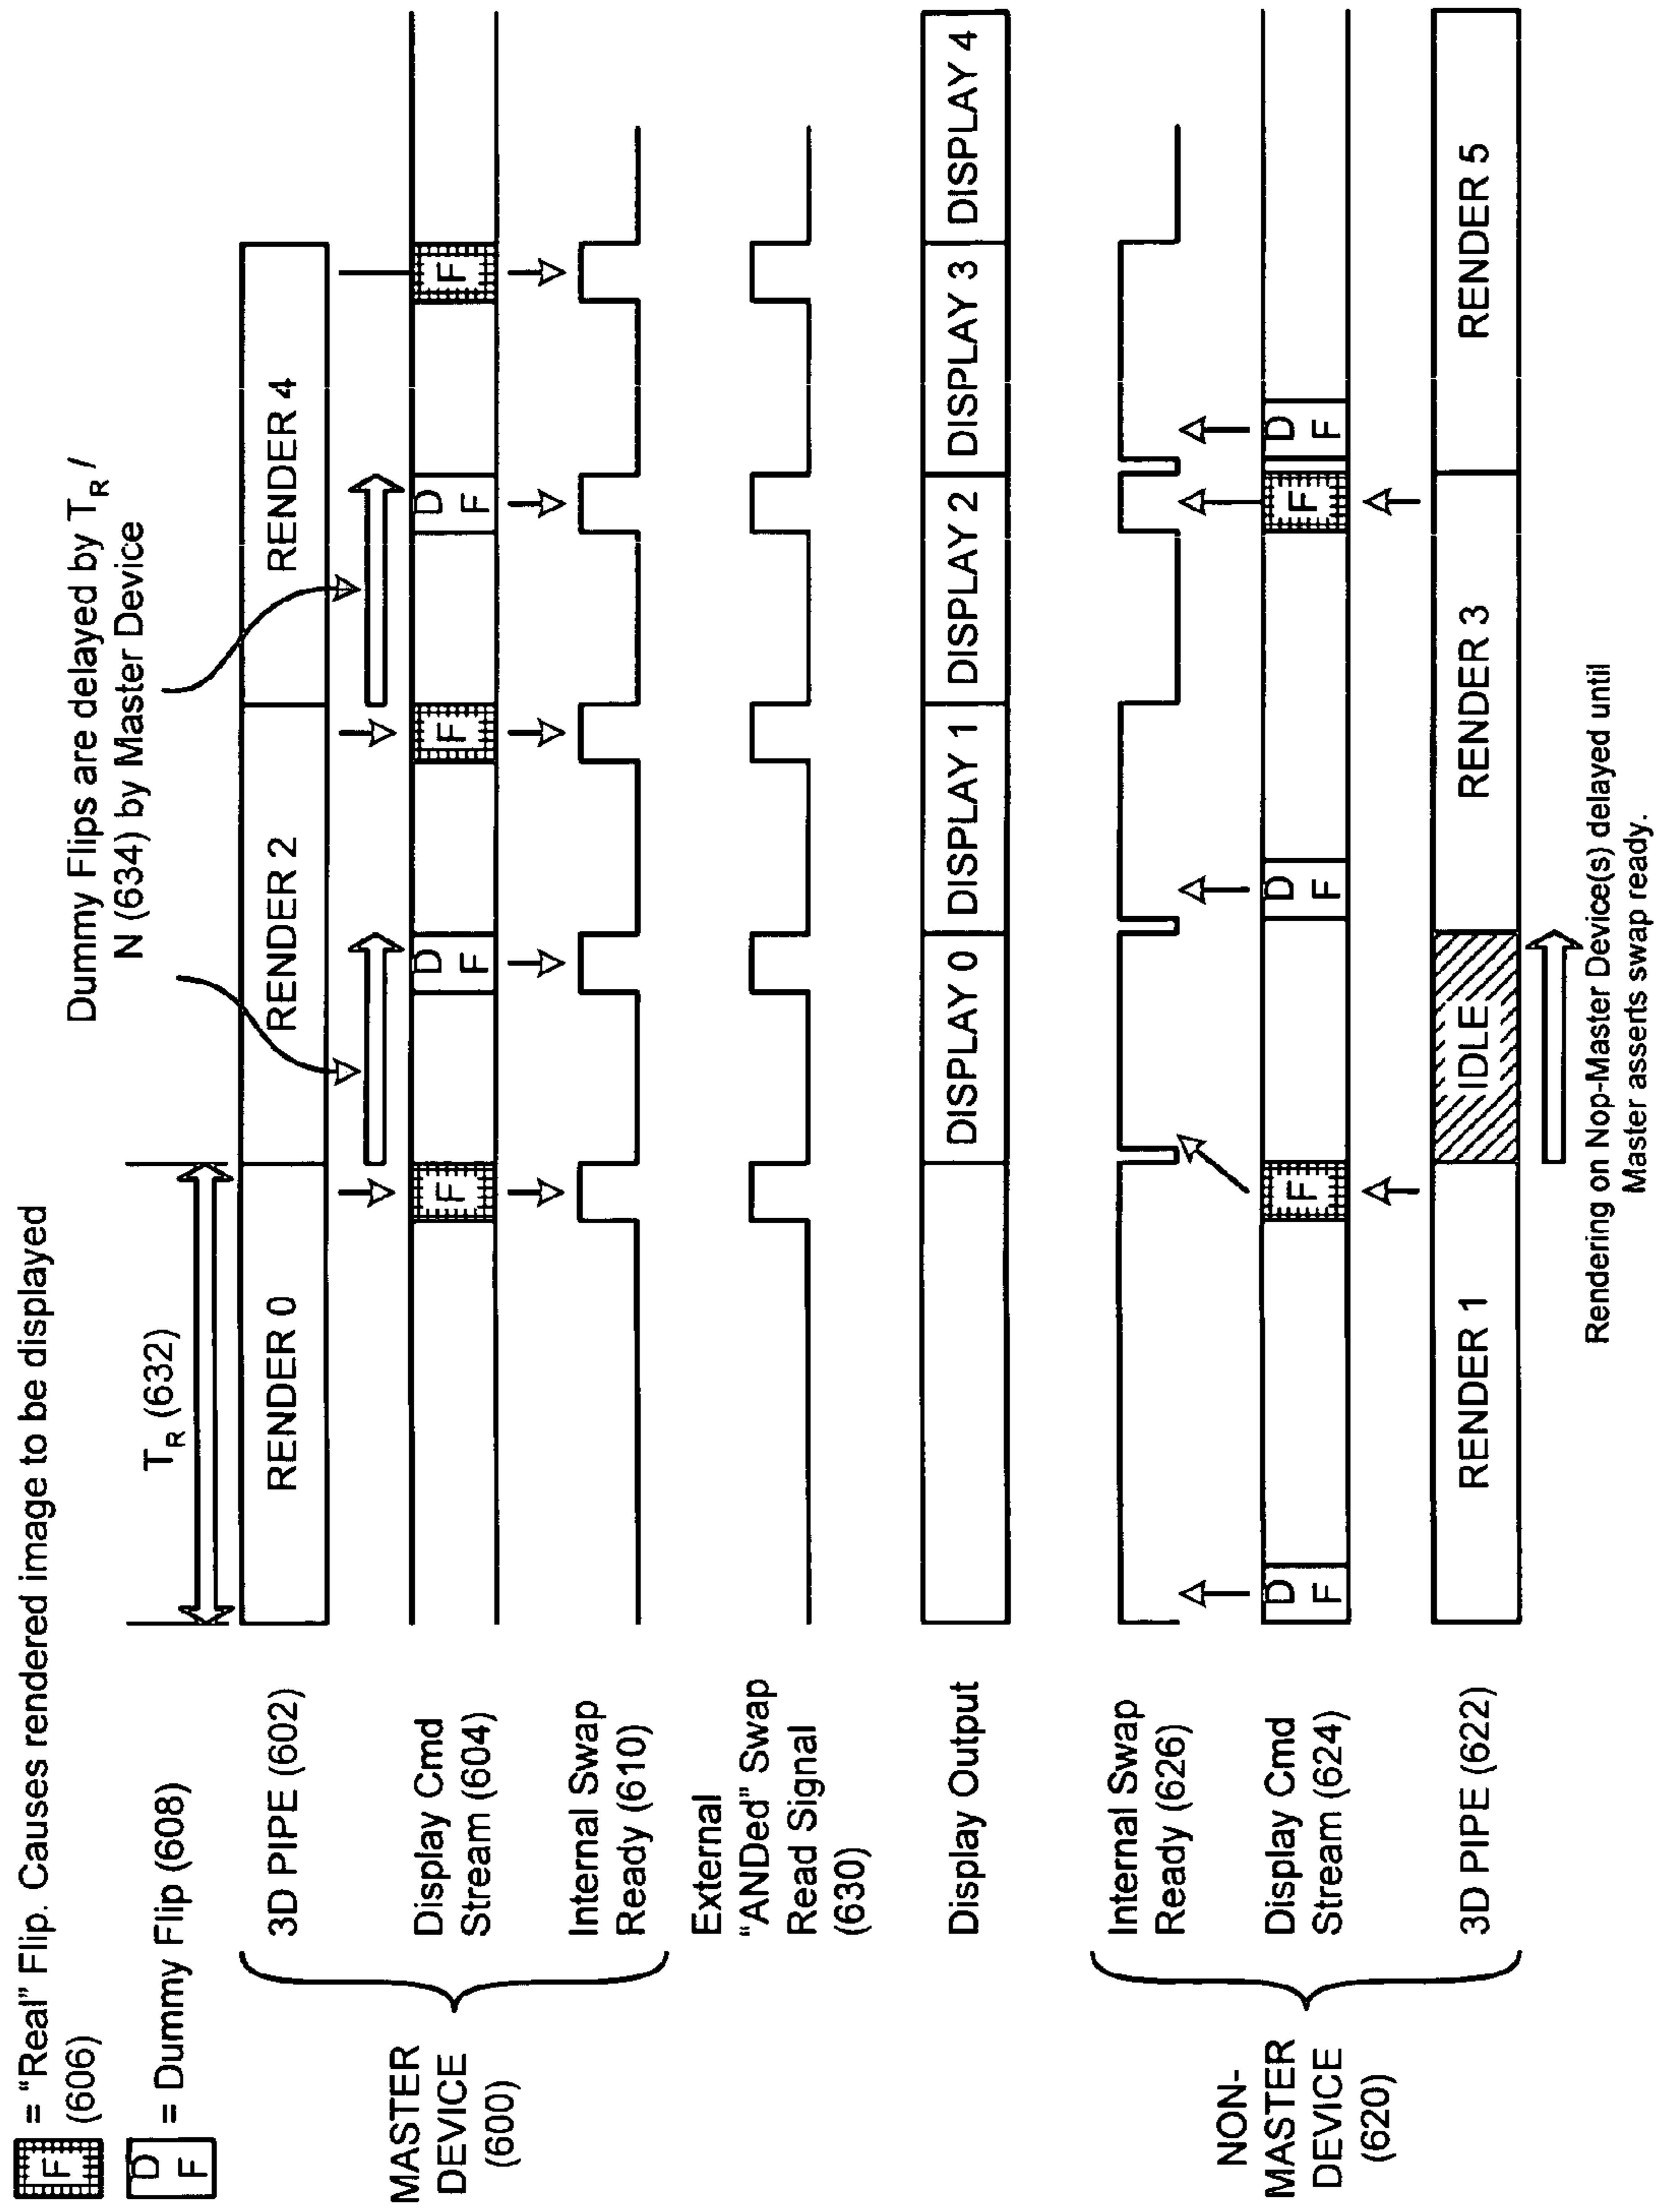 = "Real" Flip. Causes rendered image to be displayed
(606)
F
D
F
= Dummy Flip (608)
Dummy Flips are delayed by TR /
N (634) by Master Device
TR (632)
MASTER
DEVICE
(600)
3D PIPE (602)
RENDER 0
RENDER 2
RENDER 4
Display Cmd
Stream (604)
F
D
F
F
D
F
F
Internal Swap
Ready (610)
External
"ANDed" Swap
Read Signal
(630)
Display Output
DISPLAY 0
DISPLAY 1
DISPLAY 2
DISPLAY 3
DISPLAY 4
NON-
MASTER
DEVICE
(620)
Internal Swap
Ready (626)
Display Cmd
Stream (624)
D
F
F
D
F
F
D
F
3D PIPE (622)
RENDER 1
IDLE
RENDER 3
RENDER 5
Rendering on Nop-Master Device(s) delayed until
Master asserts swap ready.